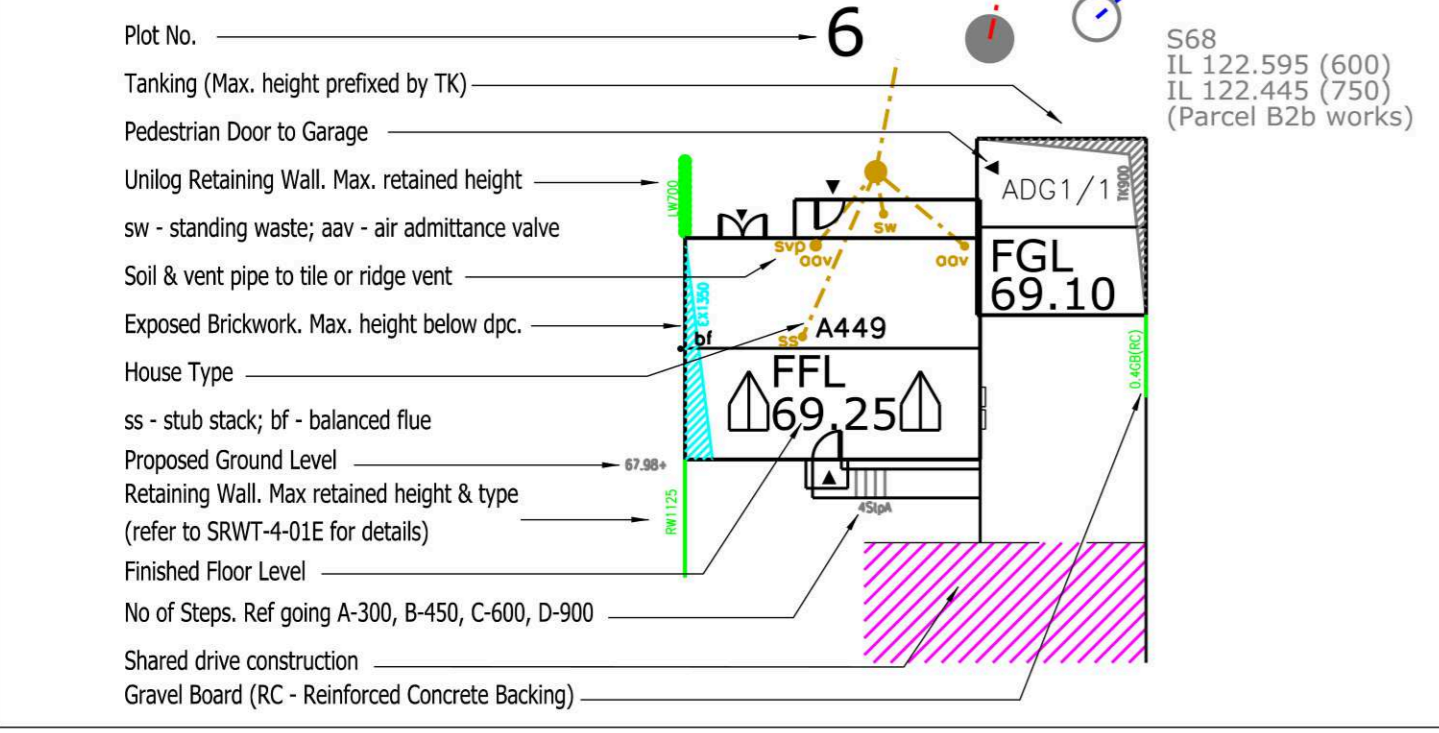 Plot No.
6
S68
IL 122.595 (600)
IL 122.445 (750)
(Parcel B2b works)
Tanking (Max. height prefixed by TK)
Pedestrian Door to Garage
ADG1/1
TK900
Unilog Retaining Wall. Max. retained height
LW700
sw - standing waste; aav - air admittance valve
sw
svp
aav
aav
FGL
69.10
Soil & vent pipe to tile or ridge vent
Exposed Brickwork. Max. height below dpc.
EX1350
bf
ss
A449
House Type
FFL
69.25
0.4GB(RC)
ss - stub stack; bf - balanced flue
Proposed Ground Level
67.98+
Retaining Wall. Max retained height & type
(refer to SRWT-4-01E for details)
RW1125
4StpA
Finished Floor Level
No of Steps. Ref going A-300, B-450, C-600, D-900
Shared drive construction
Gravel Board (RC - Reinforced Concrete Backing)